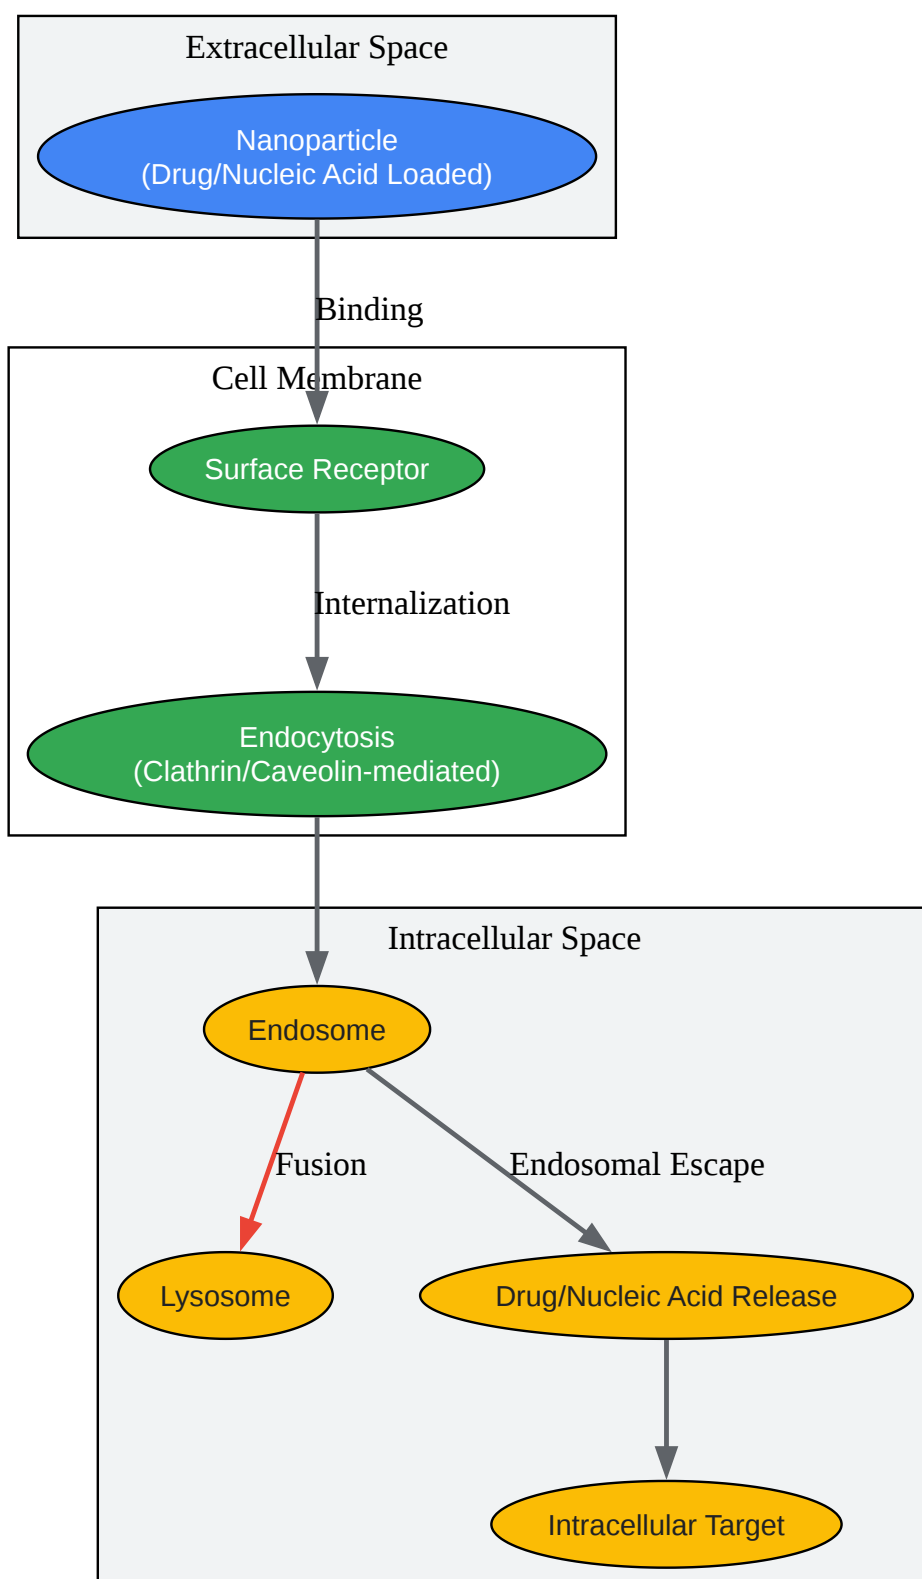 Extracellular Space
Nanoparticle
(Drug/Nucleic Acid Loaded)
Binding
Cell Membrane
Surface Receptor
Internalization
Endocytosis
(Clathrin/Caveolin-mediated)
Intracellular Space
Endosome
Fusion
Endosomal Escape
Lysosome
Drug/Nucleic Acid Release
Intracellular Target